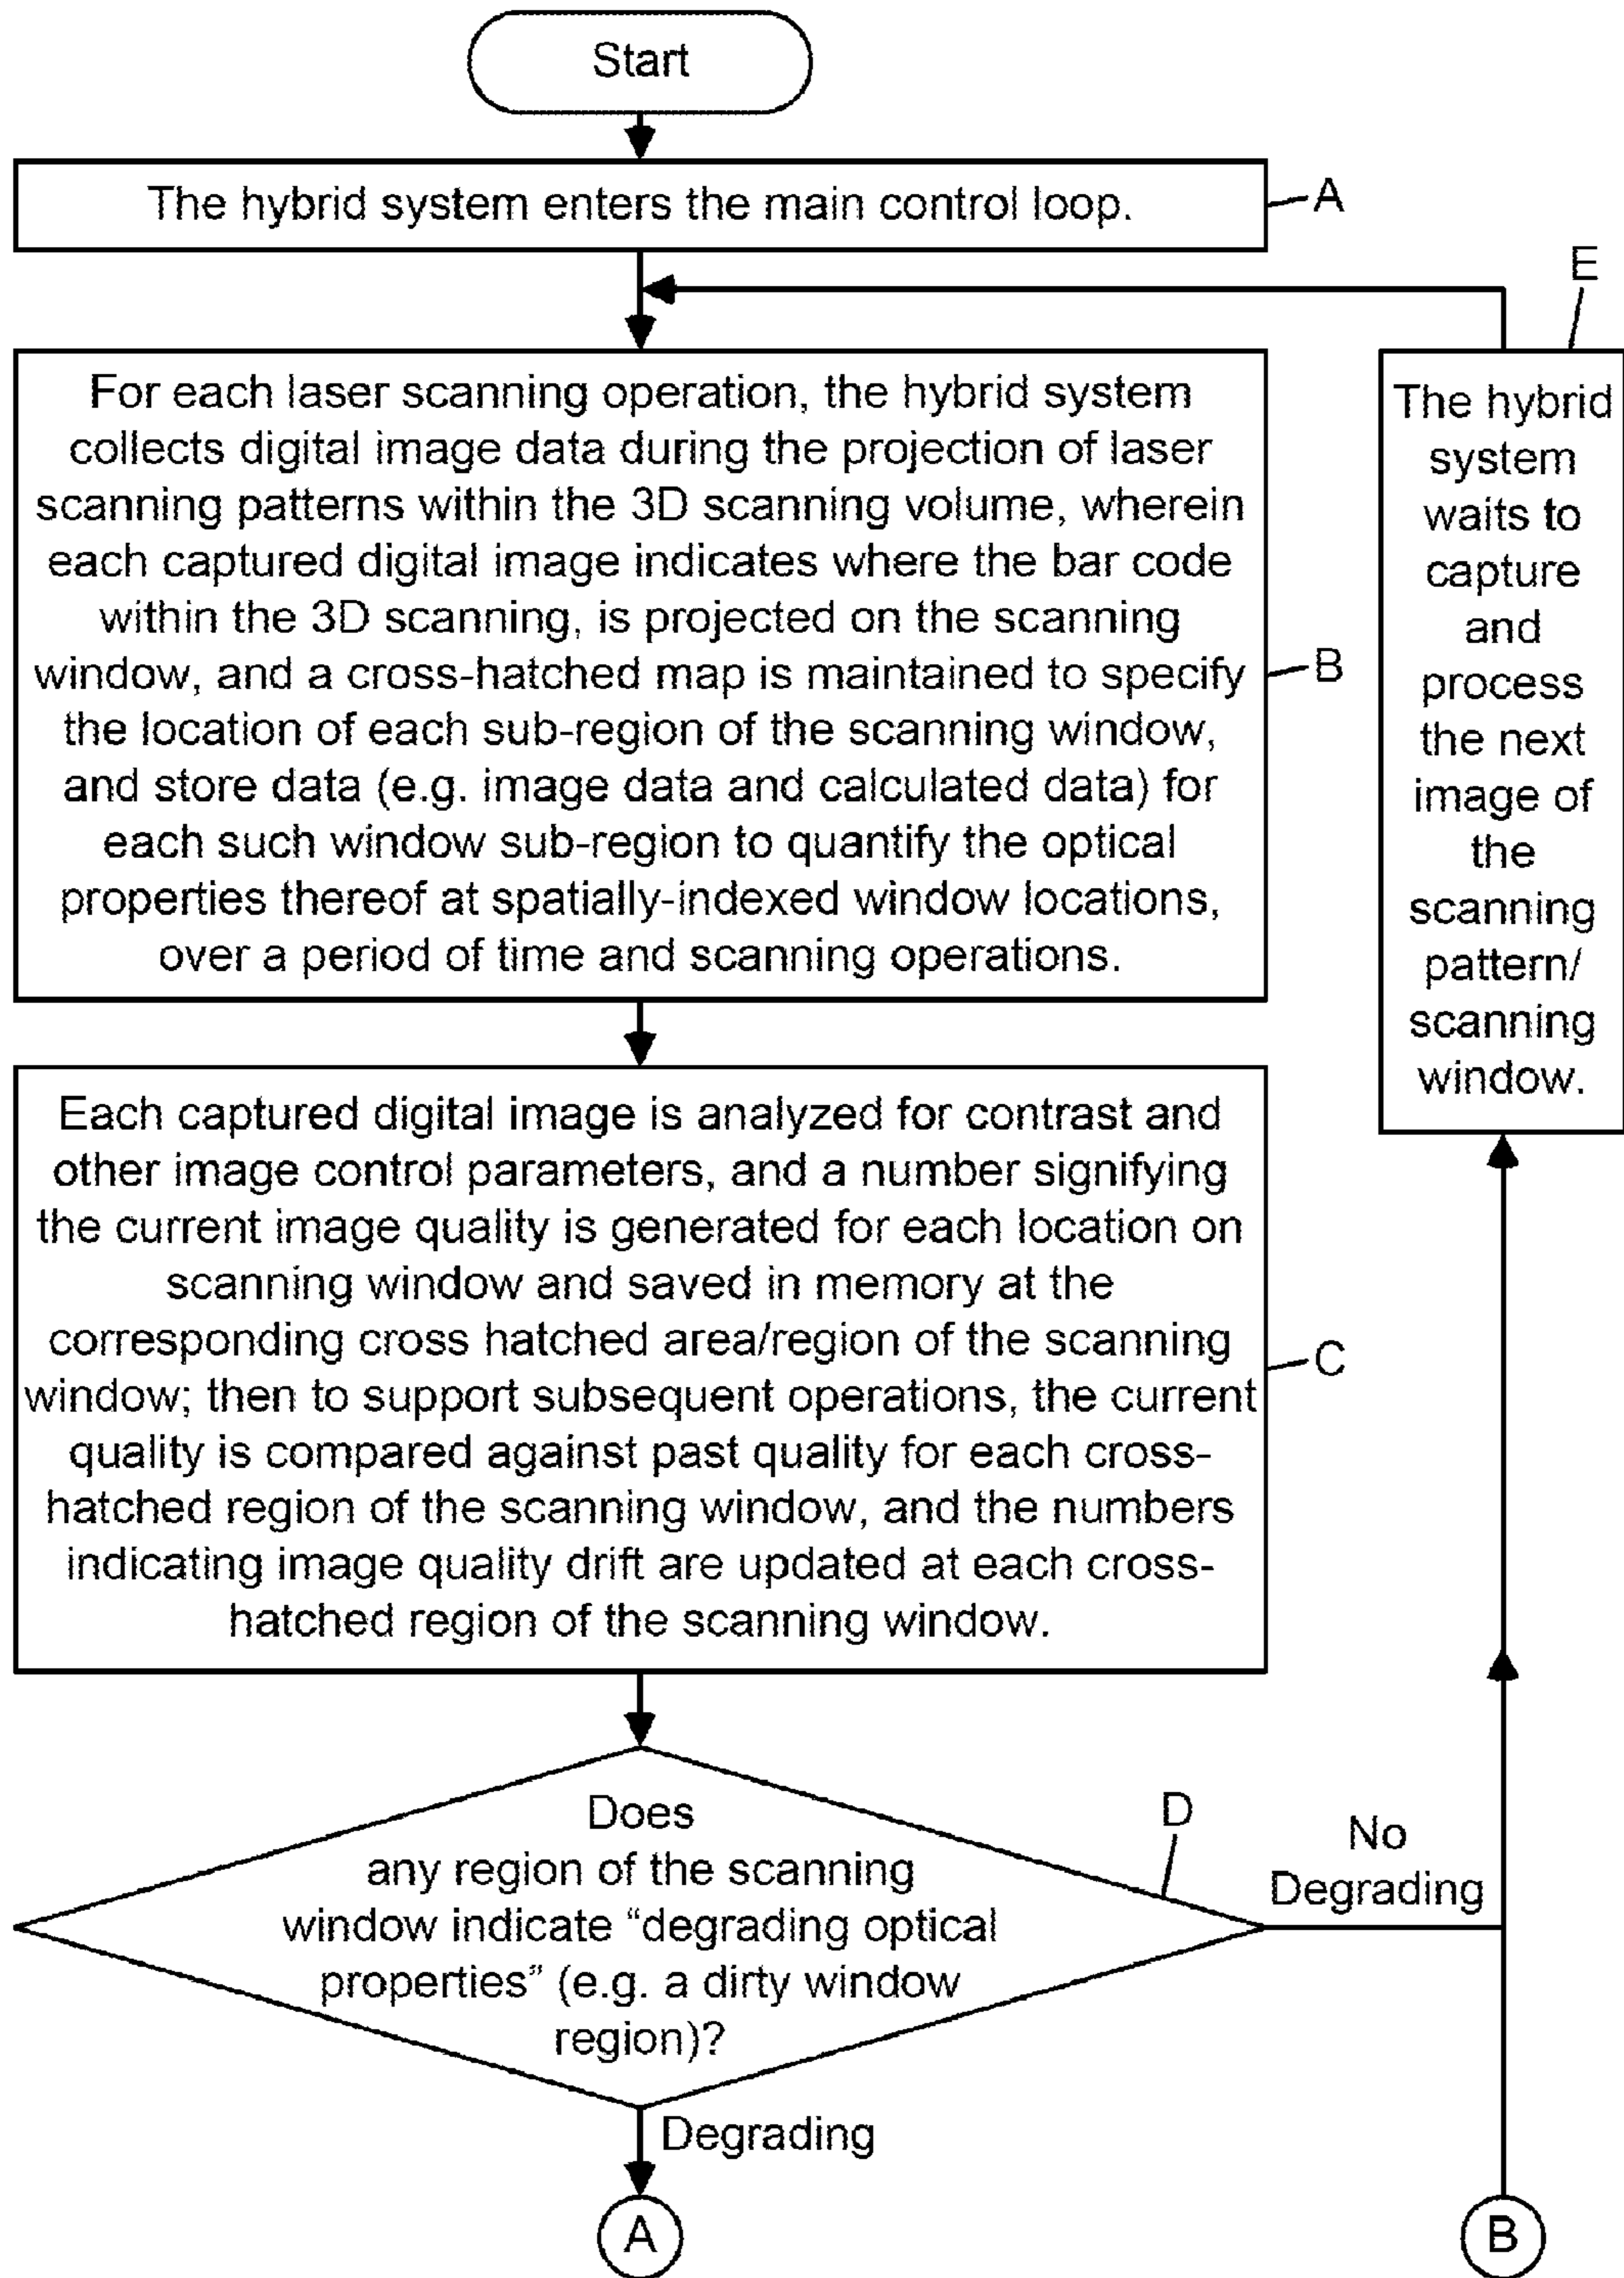 Start
The hybrid system enters the main control loop.
A
For each laser scanning operation, the hybrid system
collects digital image data during the projection of laser
scanning patterns within the 3D scanning volume, wherein
each captured digital image indicates where the bar code
within the 3D scanning, is projected on the scanning
window, and a cross-hatched map is maintained to specify
the location of each sub-region of the scanning window,
and store data (e.g. image data and calculated data) for
each such window sub-region to quantify the optical
properties thereof at spatially-indexed window locations,
over a period of time and scanning operations.
B
E
The hybrid
system
waits to
capture
and
process
the next
image of
the
scanning
pattern/
scanning
window.
Each captured digital image is analyzed for contrast and
other image control parameters, and a number signifying
the current image quality is generated for each location on
scanning window and saved in memory at the
corresponding cross hatched area/region of the scanning
window; then to support subsequent operations, the current
quality is compared against past quality for each cross-
hatched region of the scanning window, and the numbers
indicating image quality drift are updated at each cross-
hatched region of the scanning window.
C
Does
any region of the scanning
window indicate “degrading optical
properties” (e.g. a dirty window
region)?
D
No
Degrading
Degrading
A
B